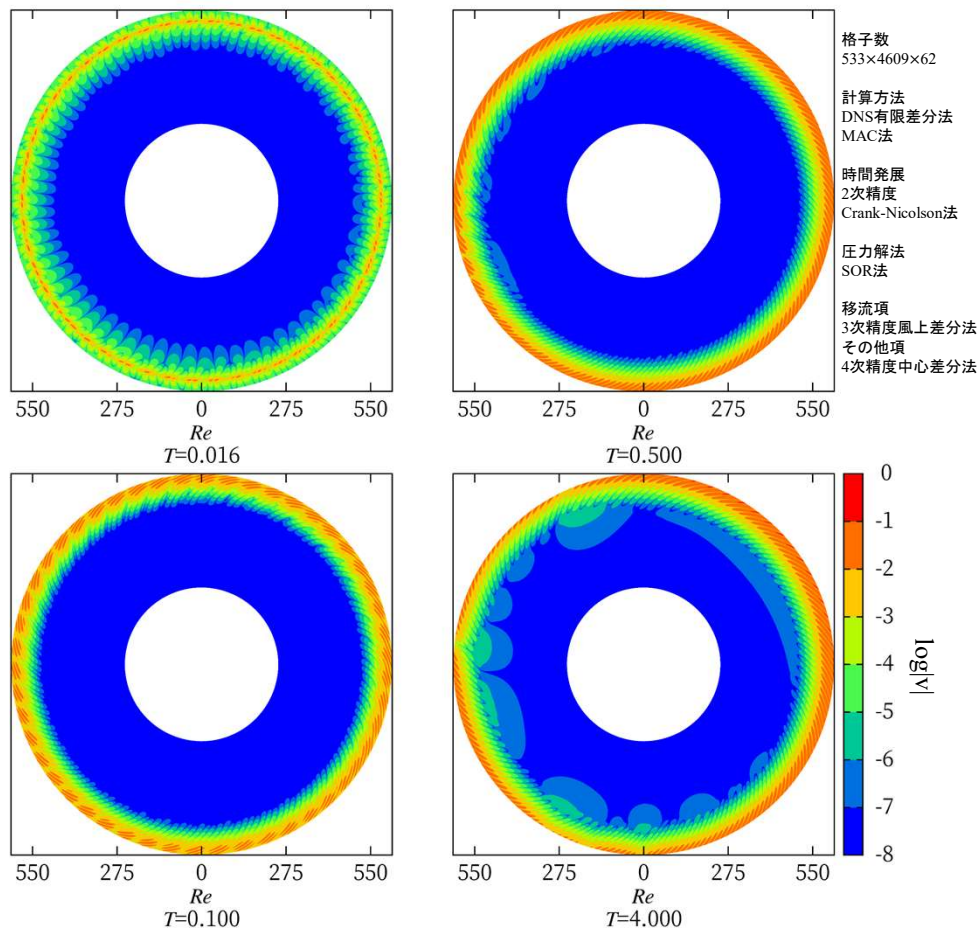 格子数
533×4609×62
計算方法
DNS有限差分法
MAC法
時間発展
2次精度
Crank-Nicolson法
圧力解法
SOR法
移流項
3次精度風上差分法
その他項
4次精度中心差分法
550 275 0 275 550
Re
T=0.016
550 275 0 275 550
Re
T=0.500
550 275 0 275 550
Re
T=0.100
550 275 0 275 550
Re
T=4.000
0
-1
-2
-3
-4
-5
-6
-7
-8
log|v|